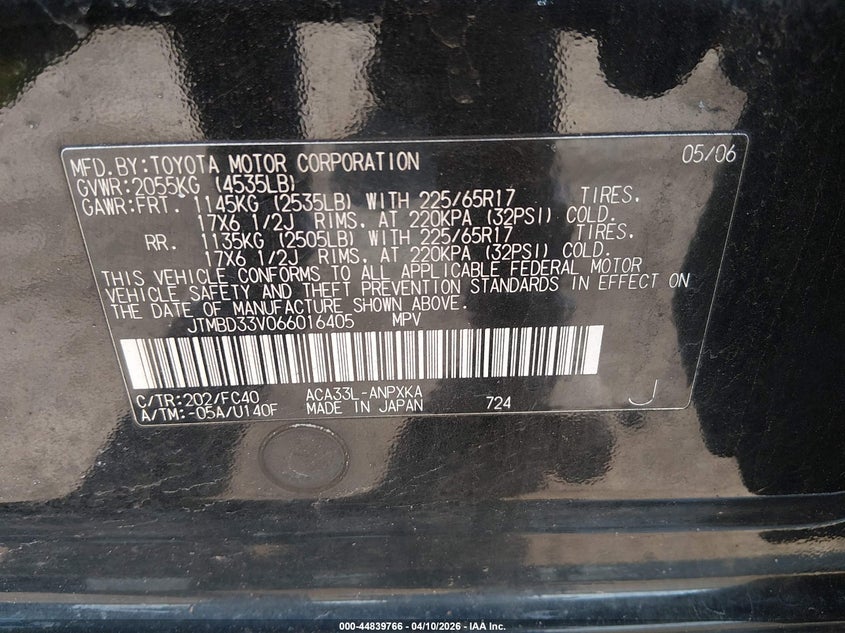 MFD.BY:TOYOTA MOTOR CORPORATION 05/06
GVWR:2055KG (4535LB)
GAWR:FRT. 1145KG (2535LB) WITH 225/65R17 TIRES.
17X6 1/2J RIMS. AT 220KPA (32PSI) COLD.
RR. 1135KG (2505LB) WITH 225/65R17 TIRES.
17X6 1/2J RIMS. AT 220KPA (32PSI) COLD.
THIS VEHICLE CONFORMS TO ALL APPLICABLE FEDERAL MOTOR
VEHICLE SAFETY AND THEFT PREVENTION STANDARDS IN EFFECT ON
THE DATE OF MANUFACTURE SHOWN ABOVE.
JTMBD33V066016405 MPV
C/TR:202/FC40 ACA33L-ANPXKA
A/TM:-05A/U140F MADE IN JAPAN 724 J
000-44839766 - 04/10/2026 - IAA Inc.